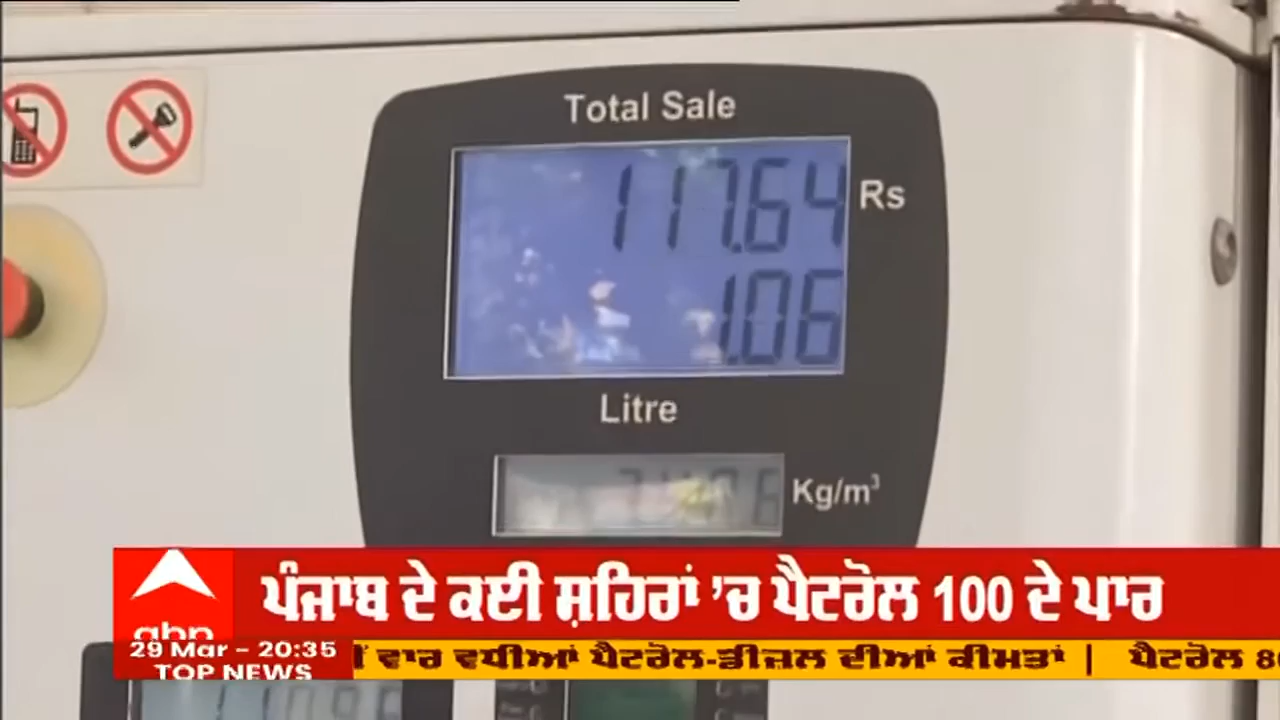 Total Sale
117.64 Rs
1.06
Litre
Kg/m³
ਪੰਜਾਬ ਦੇ ਕਈ ਸ਼ਹਿਰਾਂ 'ਚ ਪੈਟਰੋਲ 100 ਦੇ ਪਾਰ
abp
29 Mar – 20:35
ਵਾਰ ਵਧੀਆਂ ਪੈਟਰੋਲ-ਡੀਜ਼ਲ ਦੀਆਂ ਕੀਮਤਾਂ | ਪੈਟਰੋਲ
TOP NEWS